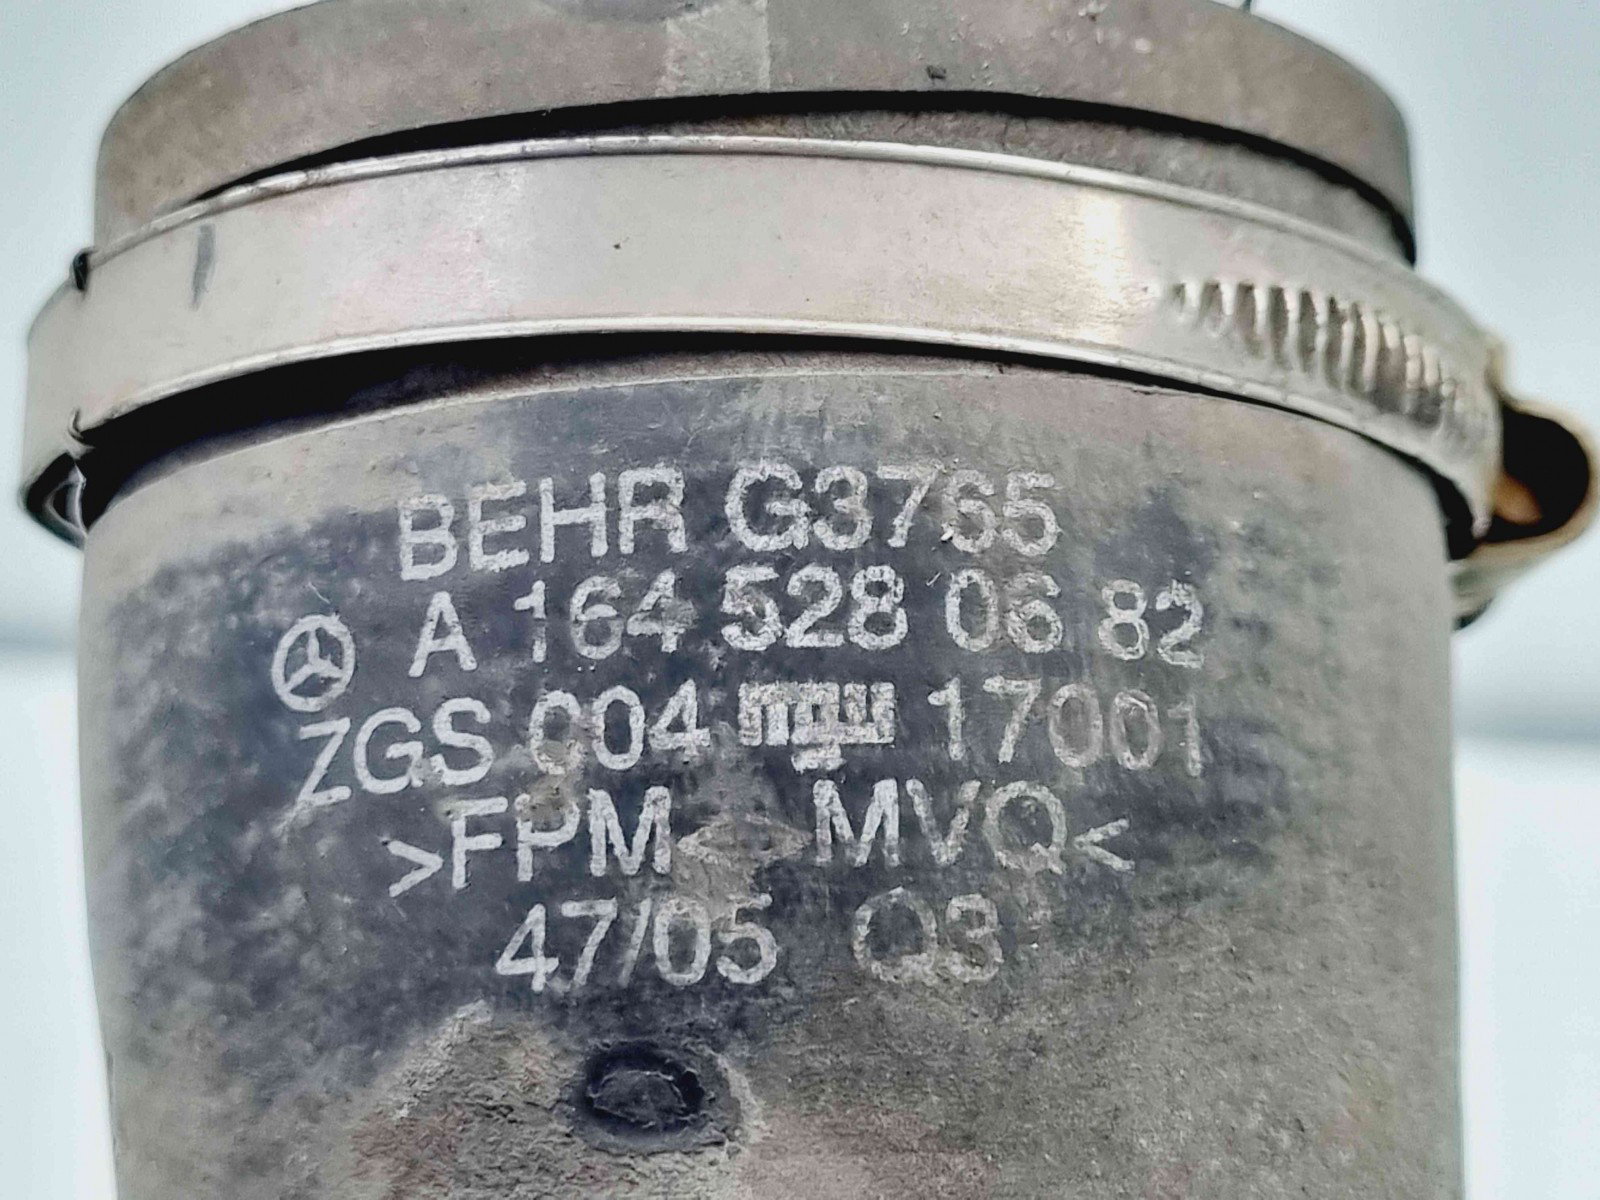 BEHR G3765
A 164 528 06 82
ZGS 004 17001
>FPM MVQ<
47/05 Q3